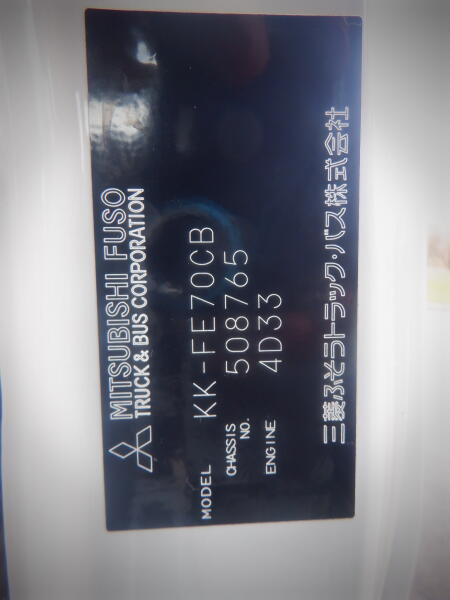 MITSUBISHI FUSO
TRUCK & BUS CORPORATION
MODEL KK-FE70CB
CHASSIS NO. 508765
ENGINE 4D33
三菱ふそうトラック・バス株式会社